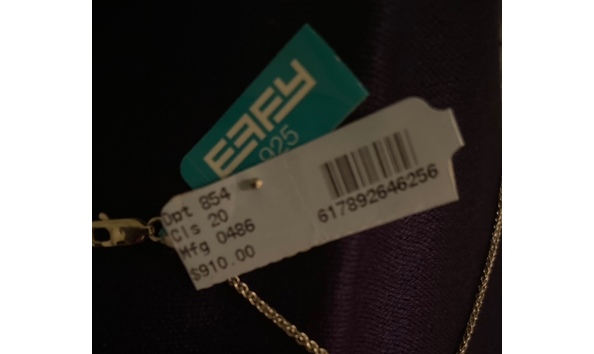 EFFY
925
Dpt 854
Cls 20
Mfg 0486
$910.00
617892646256